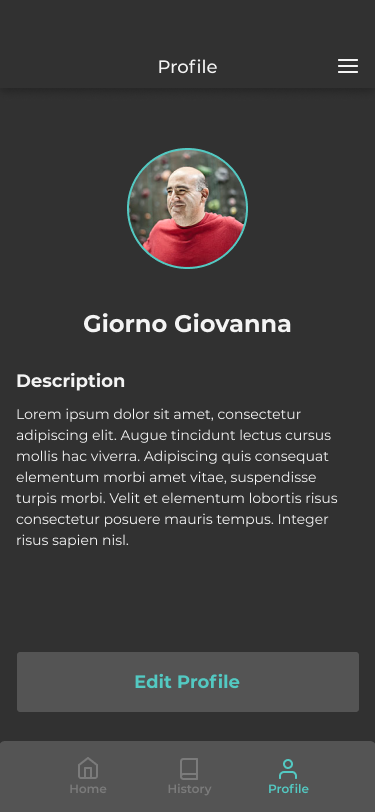 Profile
Giorno Giovanna
Description
Lorem ipsum dolor sit amet, consectetur
adipiscing elit. Augue tincidunt lectus cursus
mollis hac viverra. Adipiscing quis consequat
elementum morbi amet vitae, suspendisse
turpis morbi. Velit et elementum lobortis risus
consectetur posuere mauris tempus. Integer
risus sapien nisl.
Edit Profile
Home History Profile